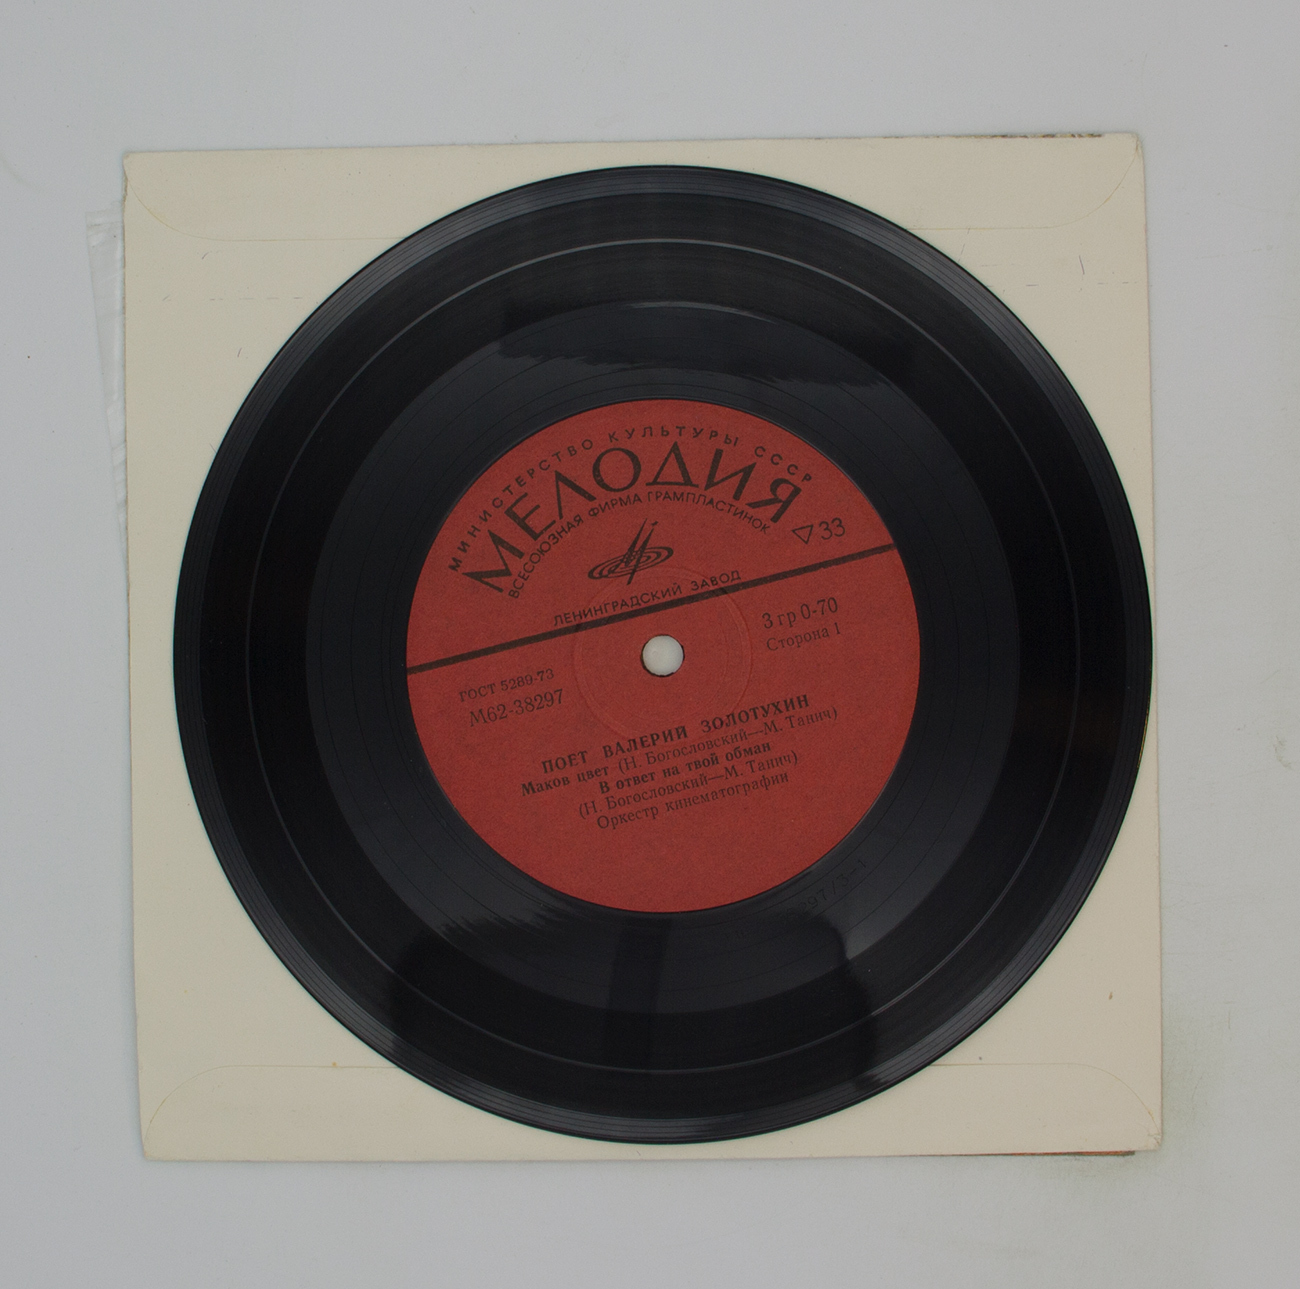 МИНИСТЕРСТВО КУЛЬТУРЫ СССР
МЕЛОДИЯ
ВСЕСОЮЗНАЯ ФИРМА ГРАМПЛАСТИНОК
33
ЛЕНИНГРАДСКИЙ ЗАВОД
3 гр 0-70
Сторона 1
ГОСТ 5289-73
М62-38297
ПОЕТ ВАЛЕРИЙ ЗОЛОТУХИН
Маков цвет (Н. Богословский—М. Танич)
В ответ на твой обман
(Н. Богословский—М. Танич)
Оркестр кинематографии